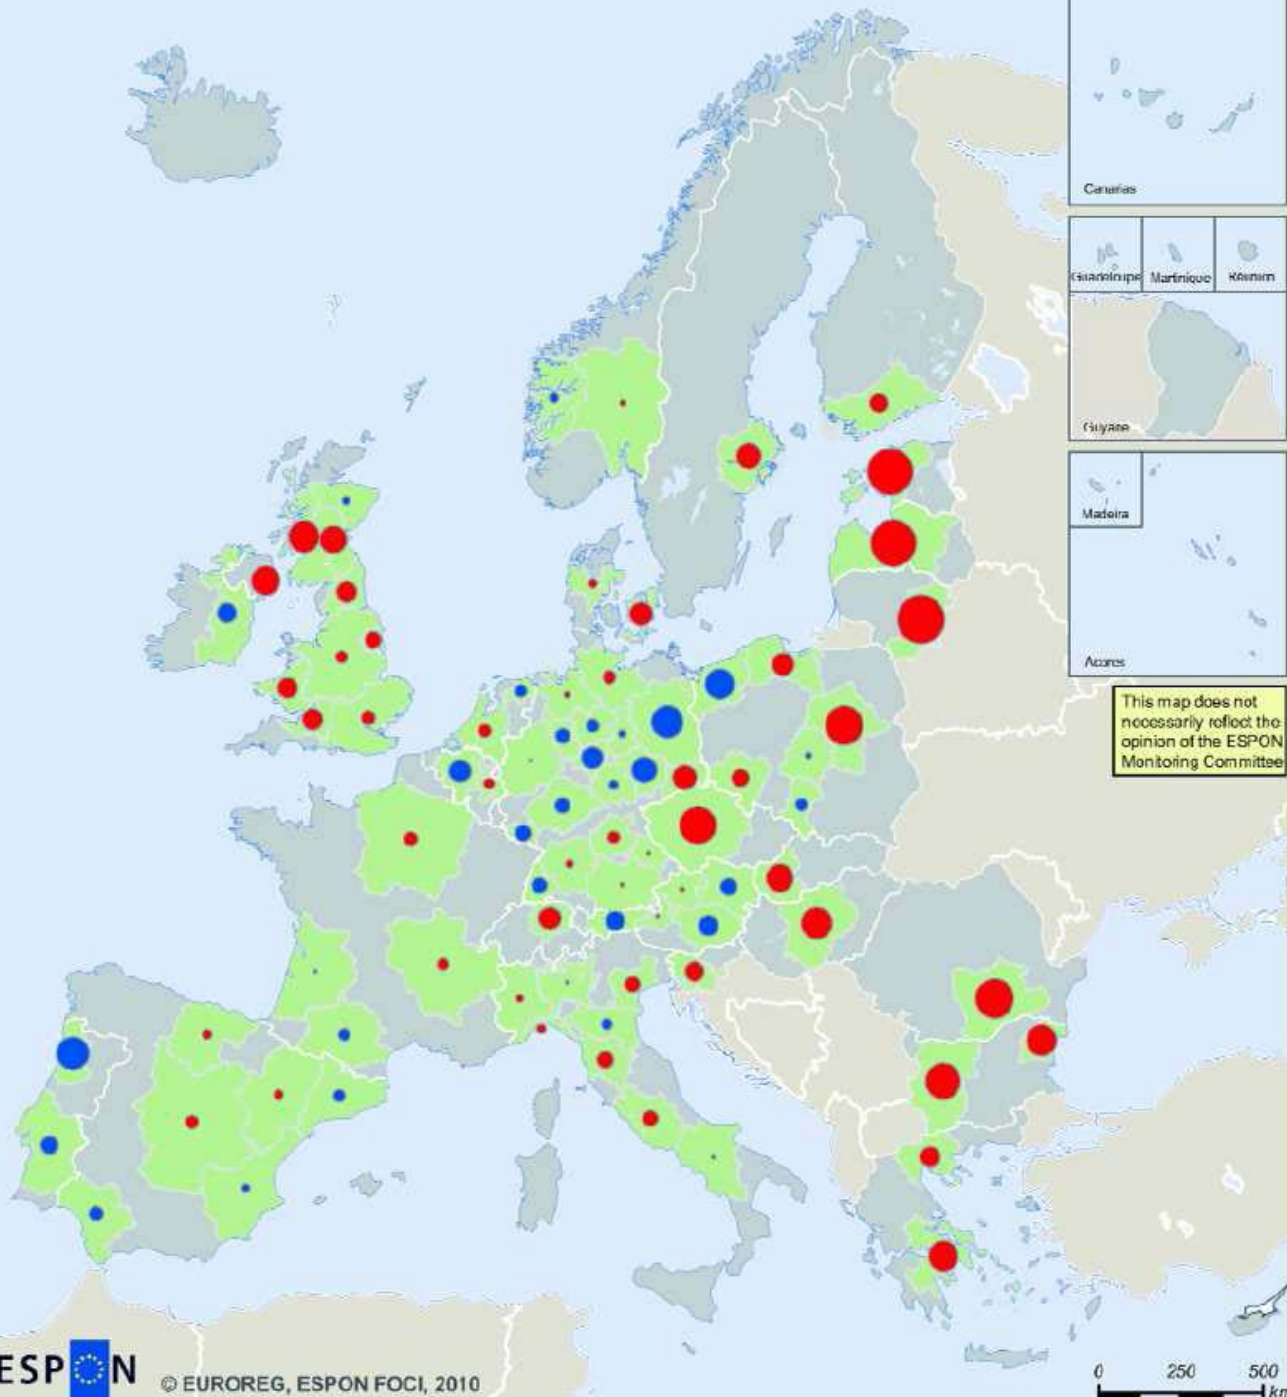 Canarias
Guadeloupe
Martinique
Réunion
Guyane
Madeira
Acores
This map does not
necessarily reflect the
opinion of the ESPON
Monitoring Committee
ESPON
© EUROREG, ESPON FOCI, 2010
0 250 500